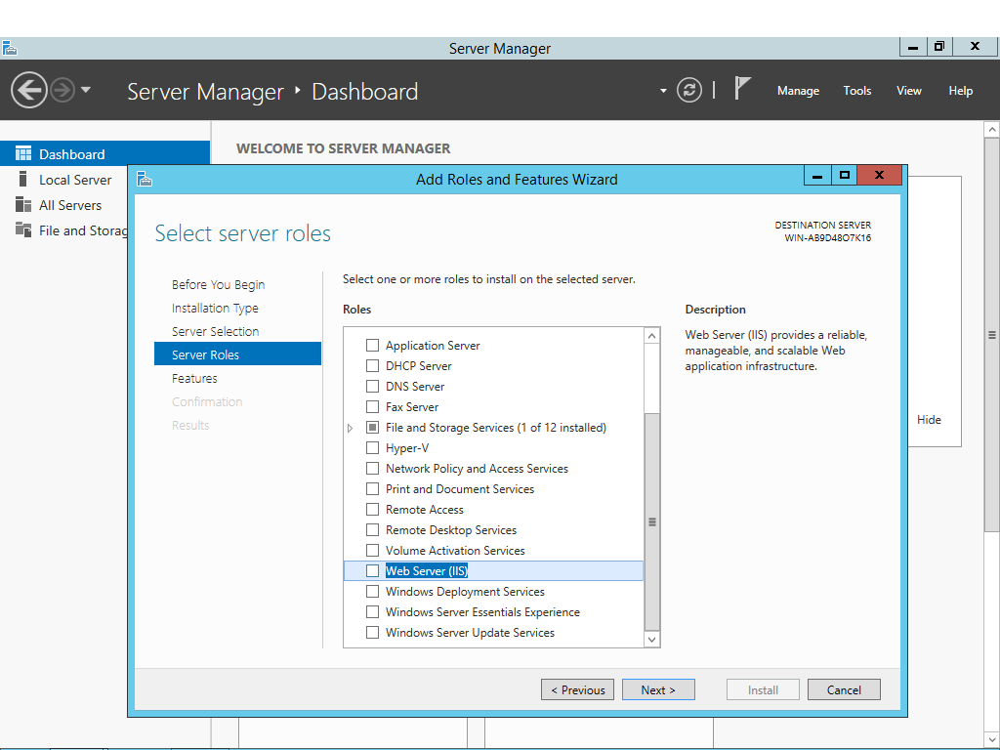 Server Manager
Server Manager ‣ Dashboard
Manage Tools View Help
Dashboard
Local Server
All Servers
File and Storag
WELCOME TO SERVER MANAGER
Hide
Add Roles and Features Wizard
Select server roles
DESTINATION SERVER
WIN-AB9D48O7K16
Before You Begin
Installation Type
Server Selection
Server Roles
Features
Confirmation
Results
Select one or more roles to install on the selected server.
Roles
Application Server
DHCP Server
DNS Server
Fax Server
File and Storage Services (1 of 12 installed)
Hyper-V
Network Policy and Access Services
Print and Document Services
Remote Access
Remote Desktop Services
Volume Activation Services
Web Server (IIS)
Windows Deployment Services
Windows Server Essentials Experience
Windows Server Update Services
Description
Web Server (IIS) provides a reliable,
manageable, and scalable Web
application infrastructure.
< Previous
Next >
Install
Cancel